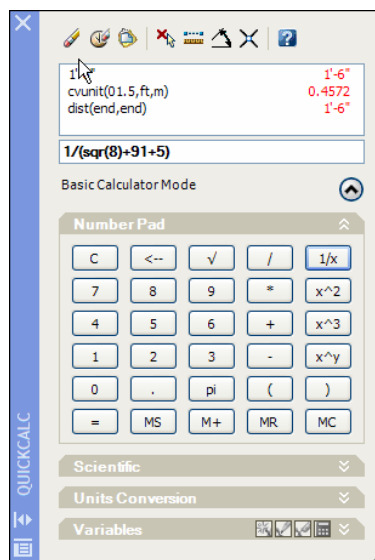 1'-6" 1'-6"
cvunit(01.5,ft,m) 0.4572
dist(end,end) 1'-6"
1/(sqr(8)+91+5)
Basic Calculator Mode
Number Pad
C <-- √ / 1/x
7 8 9 * x^2
4 5 6 + x^3
1 2 3 - x^y
0 . pi ( )
= MS M+ MR MC
Scientific
Units Conversion
Variables
QUICKCALC